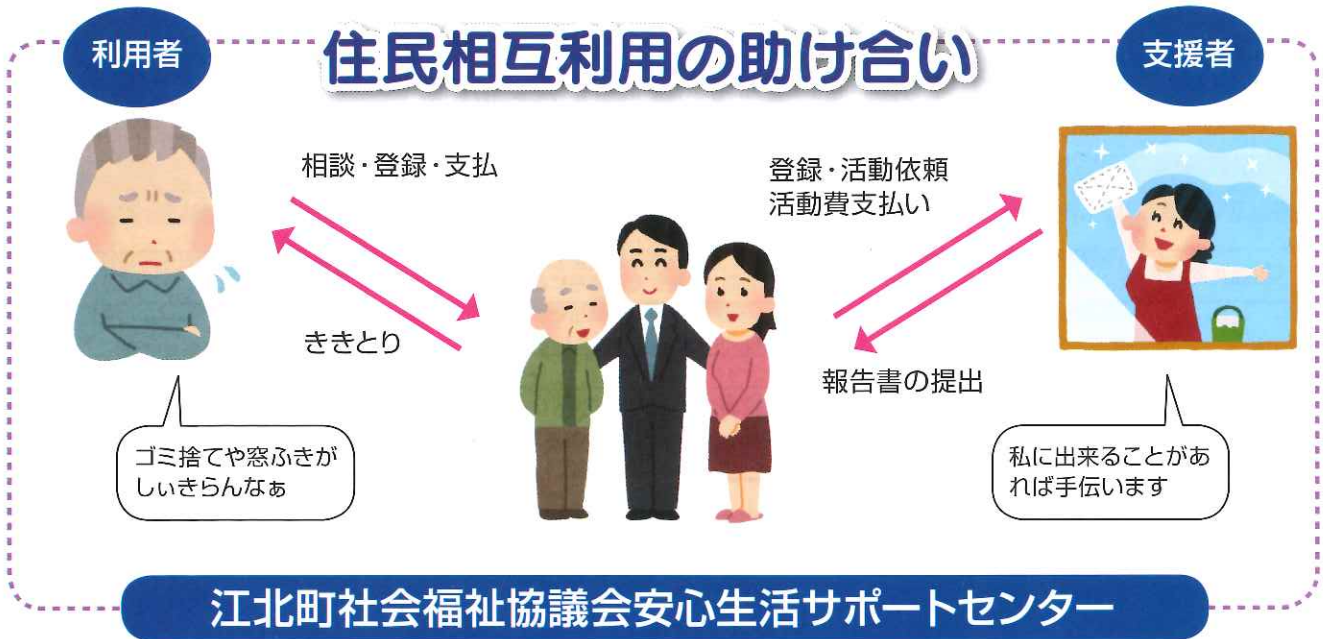 利用者
住民相互利用の助け合い
支援者
相談・登録・支払
ききとり
登録・活動依頼
活動費支払い
報告書の提出
ゴミ捨てや窓ふきが
しぃきらんなぁ
私に出来ることがあ
れば手伝います
江北町社会福祉協議会安心生活サポートセンター